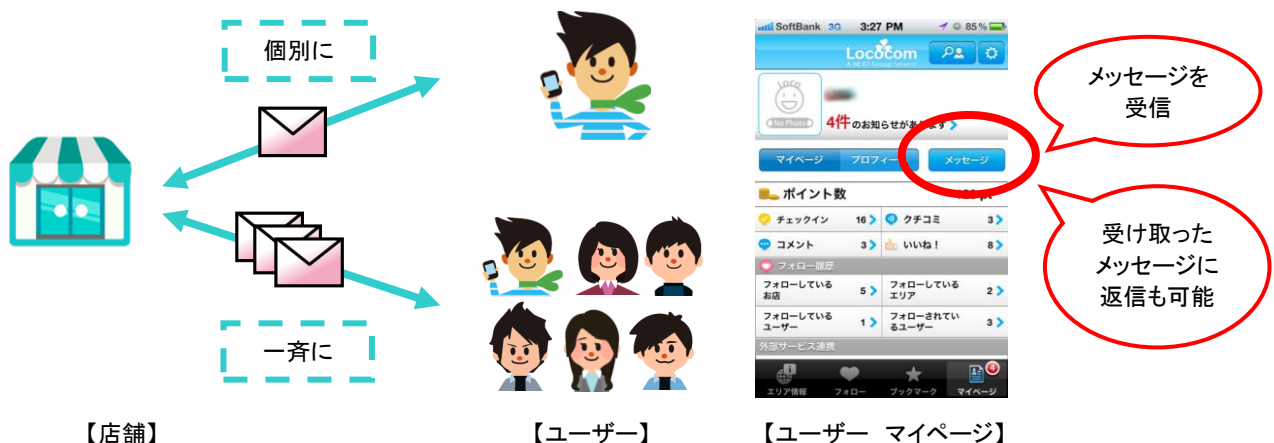 個別に
一斉に
【店舗】
【ユーザー】
SoftBank 3G 3:27 PM 85%
Lococom
A NEXT Group Service
loco
No Photo
4件のお知らせがあります
マイページ プロフィー メッセージ
ポイント数
チェックイン 16 クチコミ 3
コメント 3 いいね! 8
フォロー履歴
フォローしている
お店 5
フォローしている
エリア 2
フォローしている
ユーザー 1
フォローされてい
るユーザー 3
外部サービス連携
4
エリア情報 フォロー ブックマーク マイページ
【ユーザー マイページ】
メッセージを
受信
受け取った
メッセージに
返信も可能